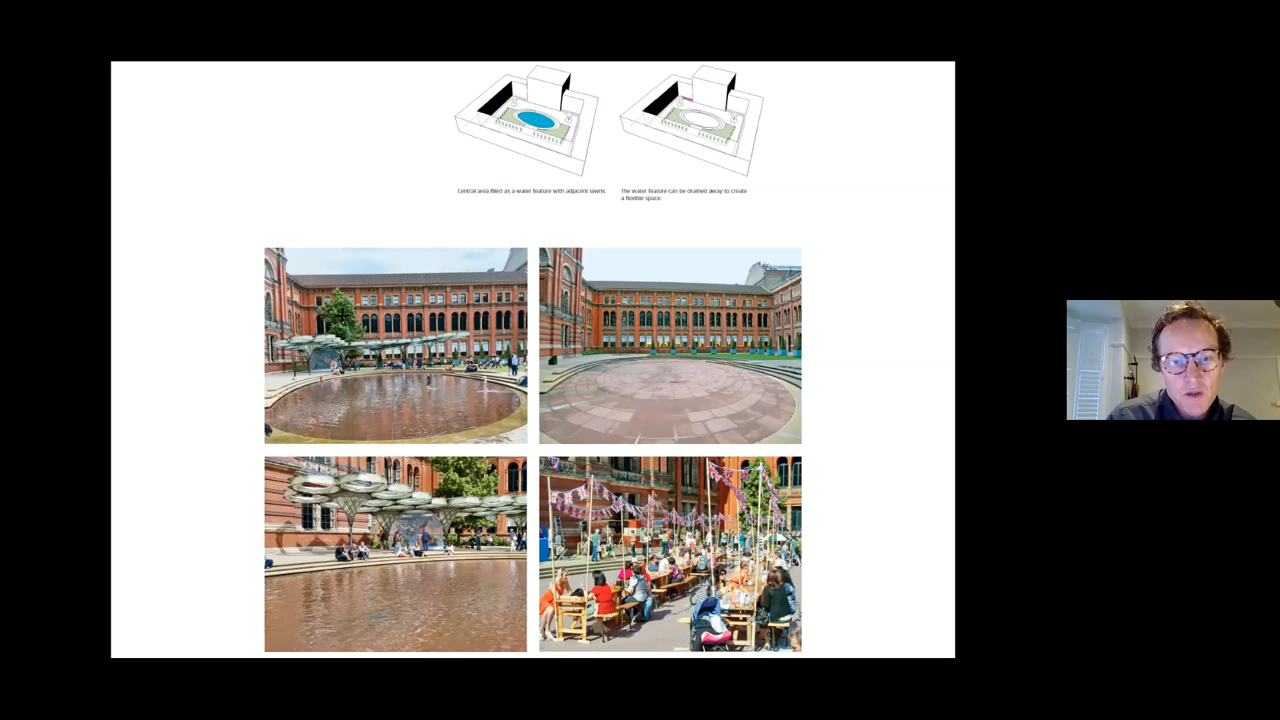 Central area filled as a water feature with adjacent lawns.
The water feature can be drained away to create
a flexible space.